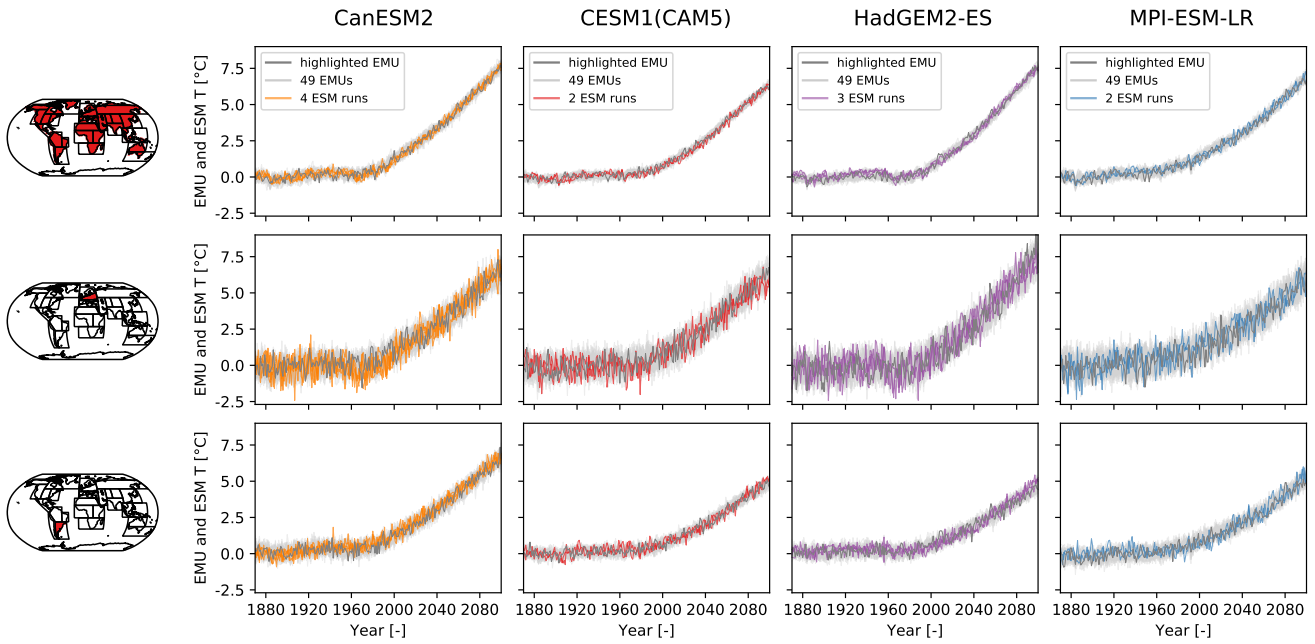 CanESM2 CESM1(CAM5) HadGEM2-ES MPI-ESM-LR
EMU and ESM T [°C]
7.5
5.0
2.5
0.0
-2.5
highlighted EMU
49 EMUs
4 ESM runs
highlighted EMU
49 EMUs
2 ESM runs
highlighted EMU
49 EMUs
3 ESM runs
highlighted EMU
49 EMUs
2 ESM runs
EMU and ESM T [°C]
7.5
5.0
2.5
0.0
-2.5
EMU and ESM T [°C]
7.5
5.0
2.5
0.0
-2.5
1880 1920 1960 2000 2040 2080 1880 1920 1960 2000 2040 2080 1880 1920 1960 2000 2040 2080 1880 1920 1960 2000 2040 2080
Year [-] Year [-] Year [-] Year [-]